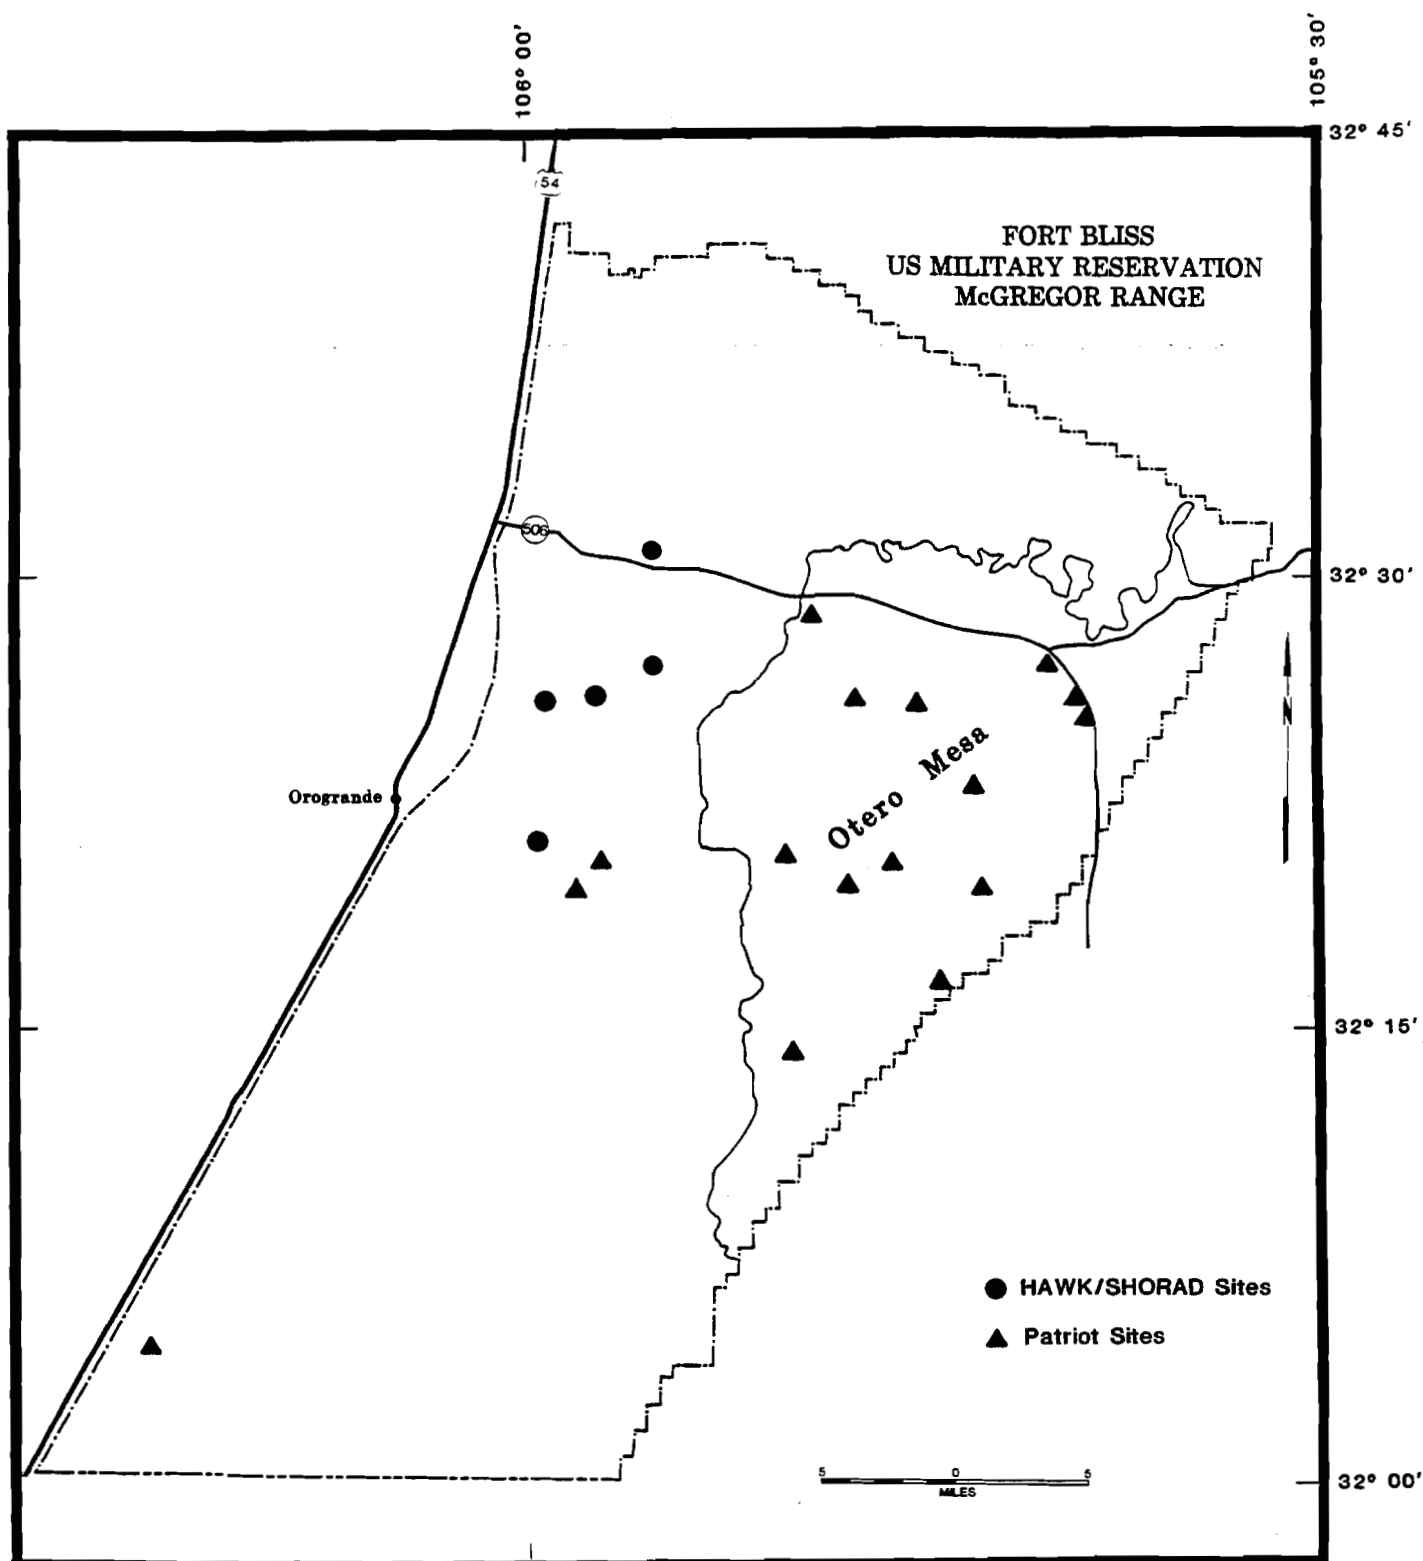 106° 00'
105° 30'
32° 45'
54
FORT BLISS
US MILITARY RESERVATION
McGREGOR RANGE
506
32° 30'
N
Otero Mesa
Orogrande
32° 15'
HAWK/SHORAD Sites
Patriot Sites
5 0 5
MILES
32° 00'